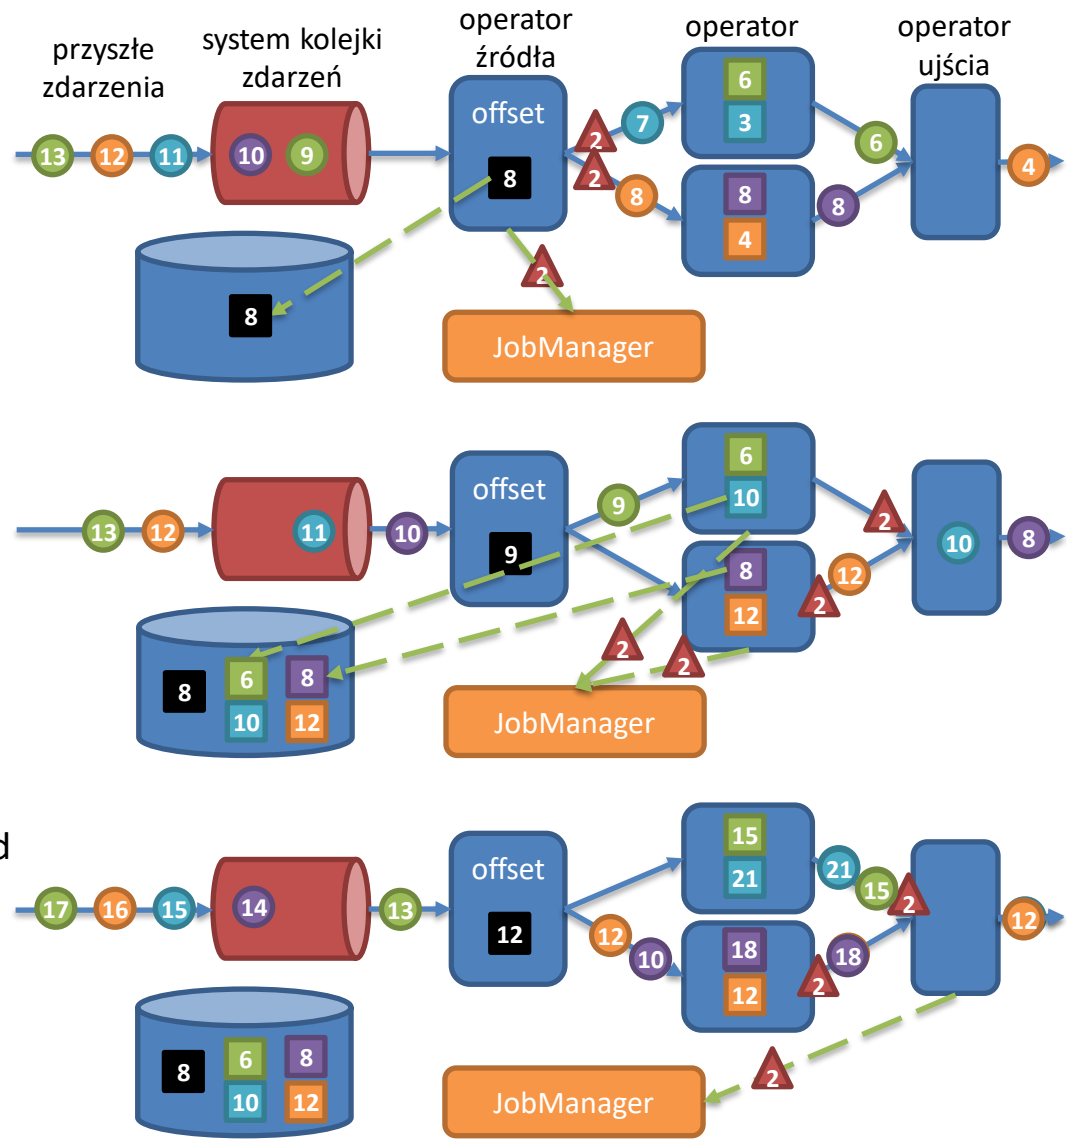 przyszłe
zdarzenia
system kolejki
zdarzeń
operator
źródła
operator
operator
ujścia
13 12 11 10 9
offset
8
2 7
2 8
6
3
8
4
6
8
4
8
2
JobManager
13 12 11 10
offset
9
9
6
10
8
12
2
2 12
10
8
8 6 8
10 12
2 2
JobManager
d
17 16 15 14 13
offset
12
12 10
15
21
18
12
21 15 2
2 18
12
8 6 8
10 12
2
JobManager